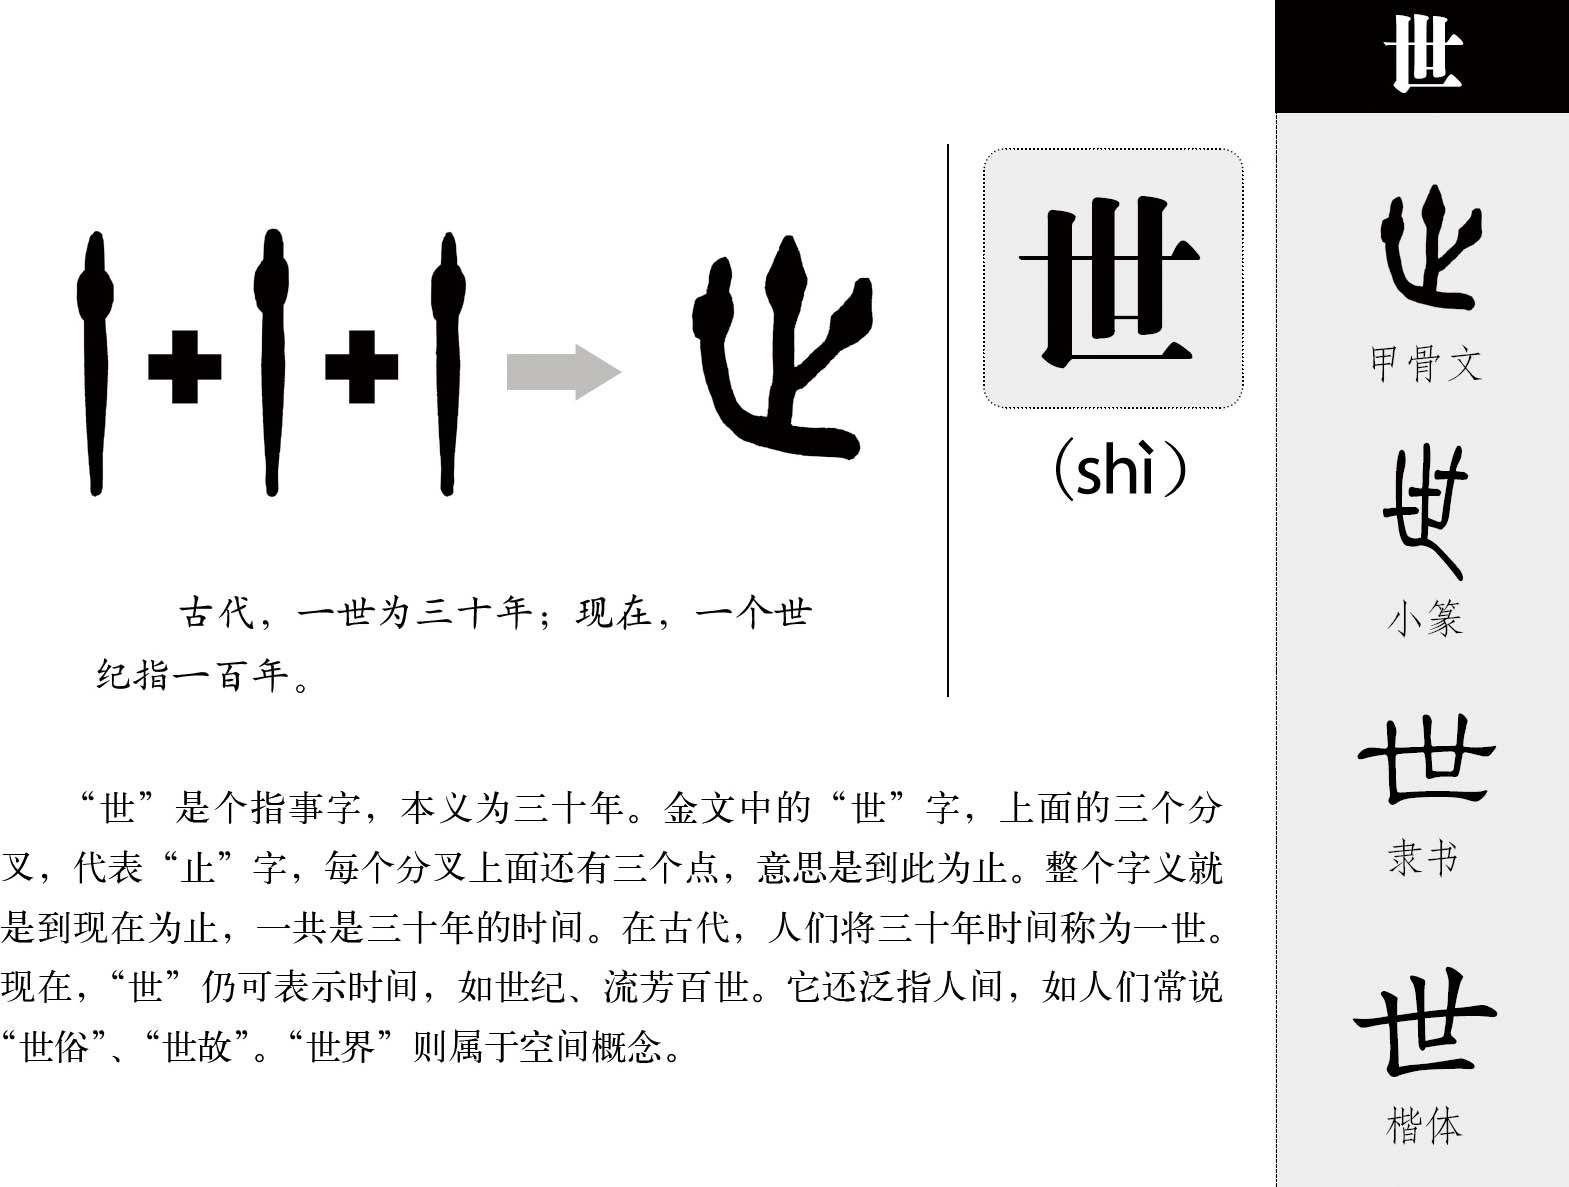 世
世
（shì）
古代，一世为三十年；现在，一个世
纪指一百年。
“世”是个指事字，本义为三十年。金文中的“世”字，上面的三个分
叉，代表“止”字，每个分叉上面还有三个点，意思是到此为止。整个字义就
是到现在为止，一共是三十年的时间。在古代，人们将三十年时间称为一世。
现在，“世”仍可表示时间，如世纪、流芳百世。它还泛指人间，如人们常说
“世俗”、“世故”。“世界”则属于空间概念。
甲骨文
小篆
世
隶书
世
楷体